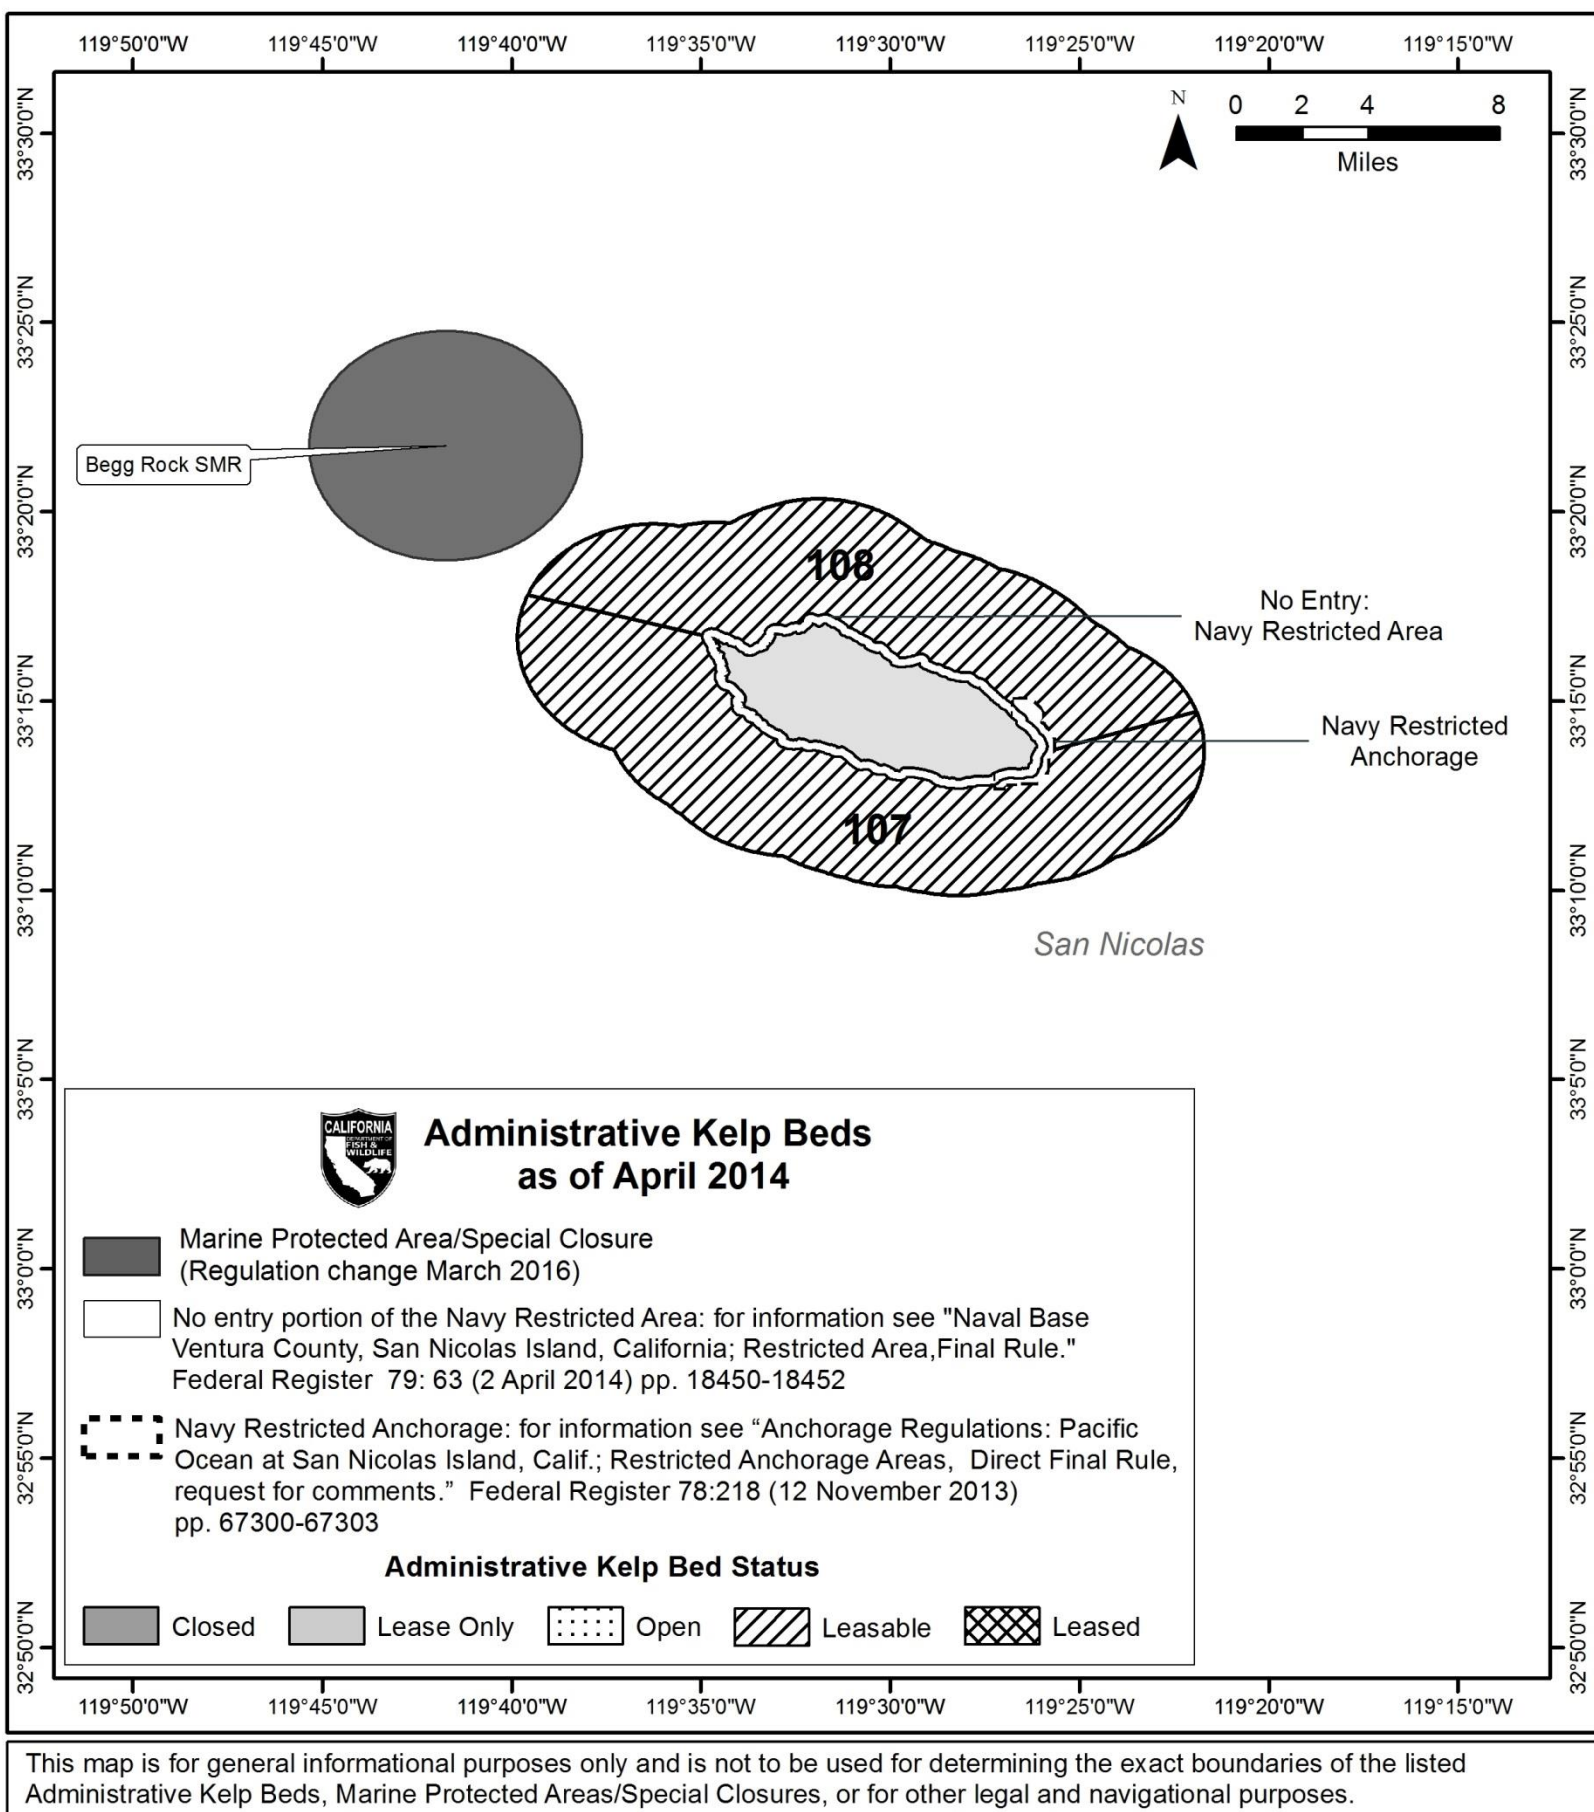 119°50'0"W 119°45'0"W 119°40'0"W 119°35'0"W 119°30'0"W 119°25'0"W 119°20'0"W 119°15'0"W
33°30'0"N
33°25'0"N
33°20'0"N
33°15'0"N
33°10'0"N
33°5'0"N
33°0'0"N
32°55'0"N
32°50'0"N
N
0 2 4 8
Miles
Begg Rock SMR
108
No Entry:
Navy Restricted Area
Navy Restricted
Anchorage
107
San Nicolas
CALIFORNIA
DEPARTMENT OF
FISH &
WILDLIFE
Administrative Kelp Beds
as of April 2014
Marine Protected Area/Special Closure
(Regulation change March 2016)
No entry portion of the Navy Restricted Area: for information see "Naval Base
Ventura County, San Nicolas Island, California; Restricted Area,Final Rule."
Federal Register 79: 63 (2 April 2014) pp. 18450-18452
Navy Restricted Anchorage: for information see “Anchorage Regulations: Pacific
Ocean at San Nicolas Island, Calif.; Restricted Anchorage Areas, Direct Final Rule,
request for comments.” Federal Register 78:218 (12 November 2013)
pp. 67300-67303
Administrative Kelp Bed Status
Closed Lease Only Open Leasable Leased
33°30'0"N
33°25'0"N
33°20'0"N
33°15'0"N
33°10'0"N
33°5'0"N
33°0'0"N
32°55'0"N
32°50'0"N
119°50'0"W 119°45'0"W 119°40'0"W 119°35'0"W 119°30'0"W 119°25'0"W 119°20'0"W 119°15'0"W
This map is for general informational purposes only and is not to be used for determining the exact boundaries of the listed
Administrative Kelp Beds, Marine Protected Areas/Special Closures, or for other legal and navigational purposes.